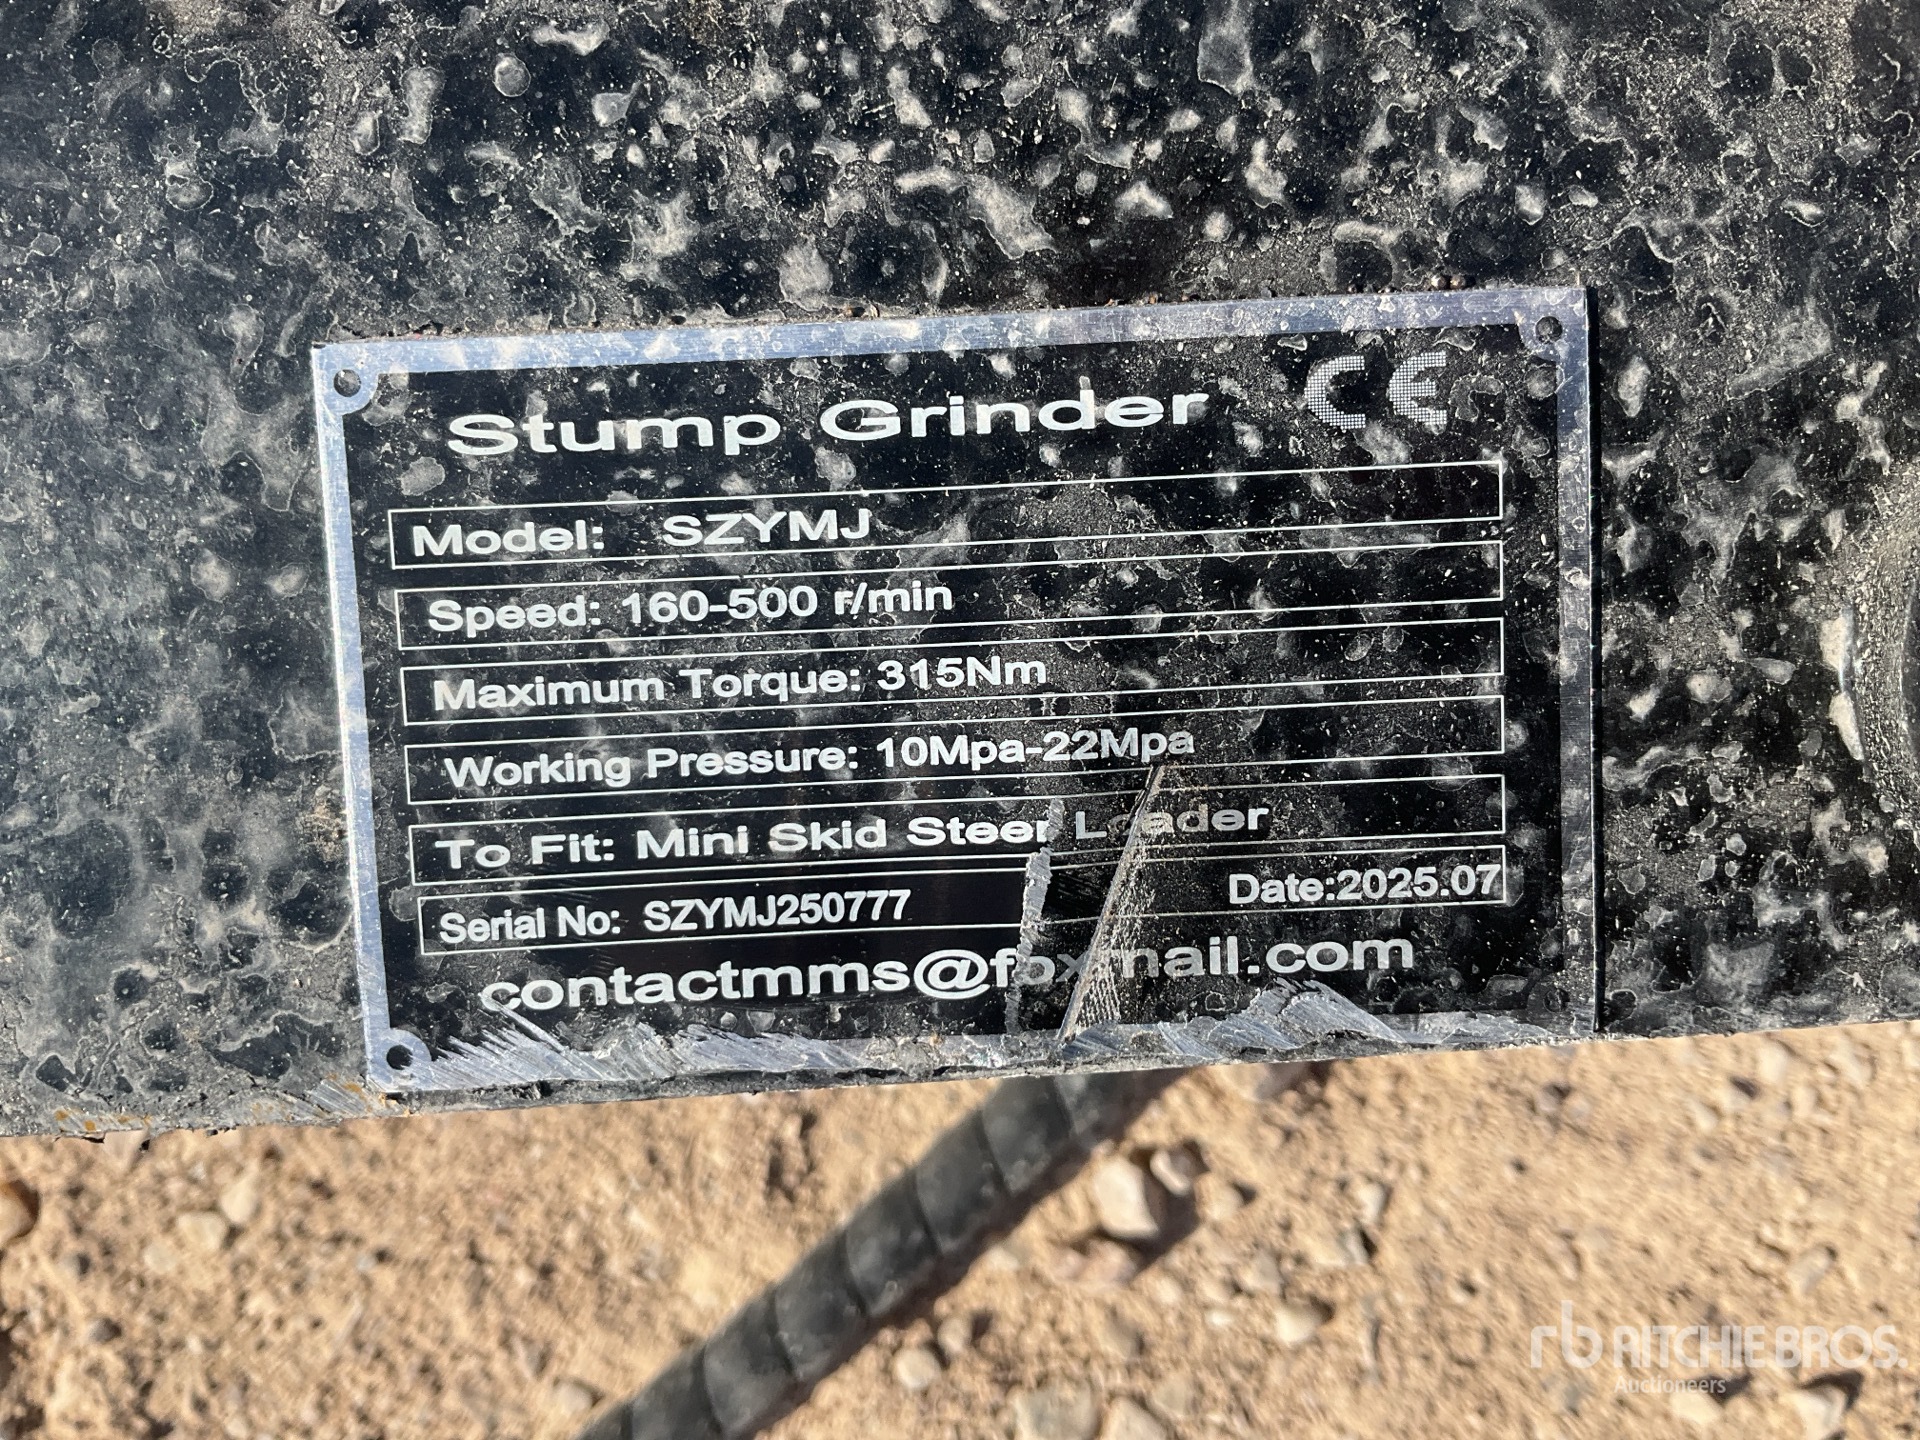 Stump Grinder CE
Model: SZYMJ
Speed: 160-500 r/min
Maximum Torque: 315Nm
Working Pressure: 10Mpa-22Mpa
To Fit: Mini Skid Steer Loader
Serial No: SZYMJ250777 Date:2025.07
contactmms@foxmail.com
rb RITCHIE BROS.
Auctioneers